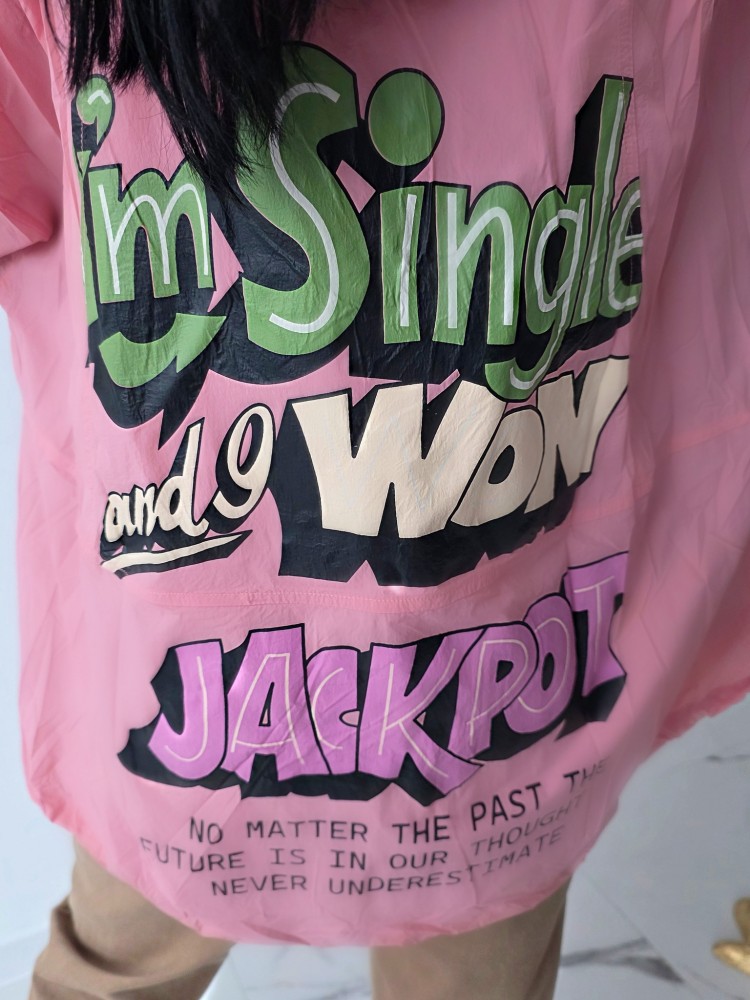 i'm Single
and I WON
JACKPOT
NO MATTER THE PAST THE
FUTURE IS IN OUR THOUGHT
NEVER UNDERESTIMATE